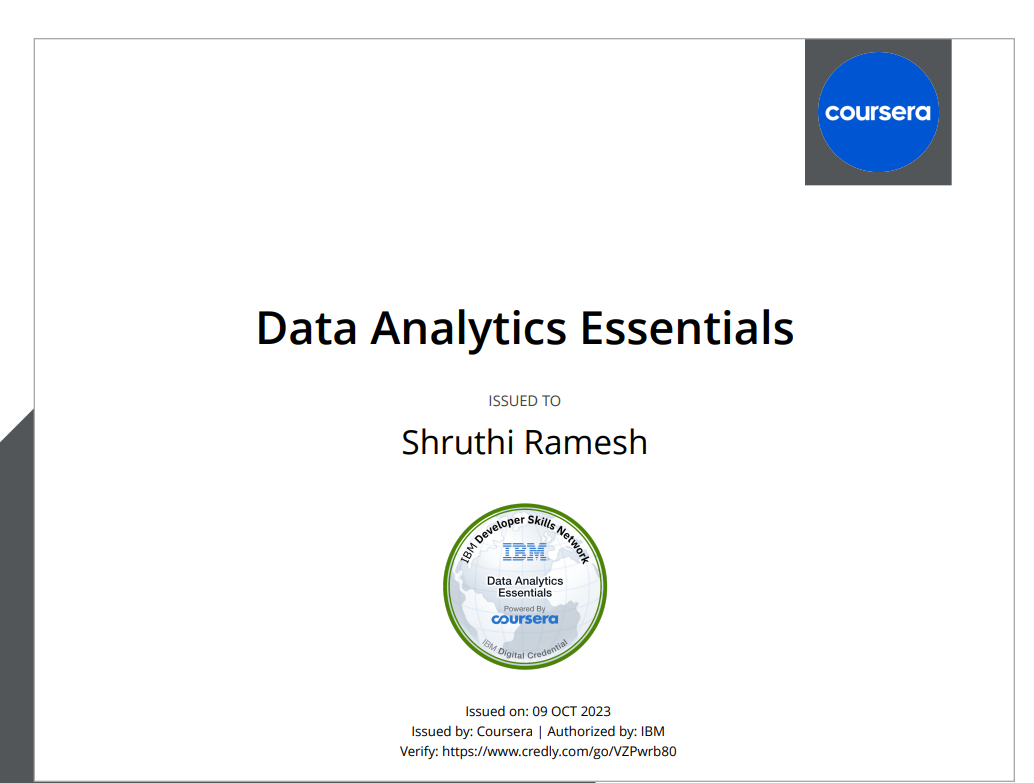 coursera
Data Analytics Essentials
ISSUED TO
Shruthi Ramesh
IBM Developer Skills Network
IBM
Data Analytics
Essentials
Powered By
coursera
IBM Digital Credential
Issued on: 09 OCT 2023
Issued by: Coursera | Authorized by: IBM
Verify: https://www.credly.com/go/VZPwrb80